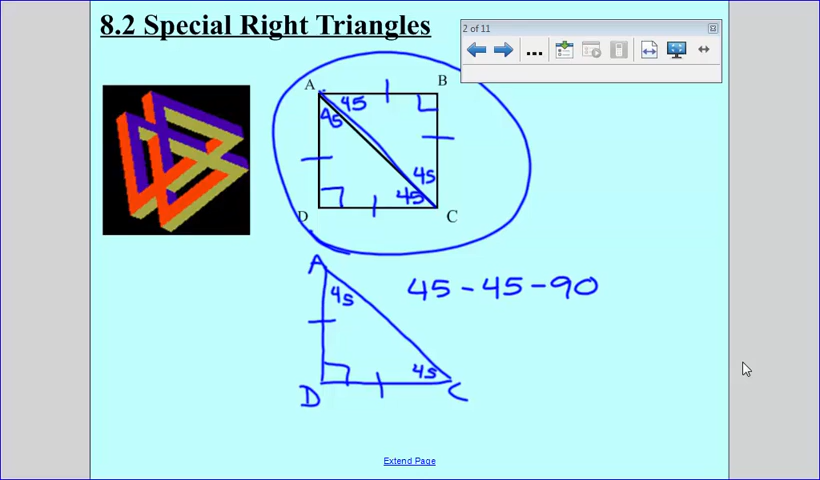 8.2 Special Right Triangles
2 of 11
...
A
B
45
45
45
45
D
C
A
45
45 - 45 - 90
45
D
C
Extend Page